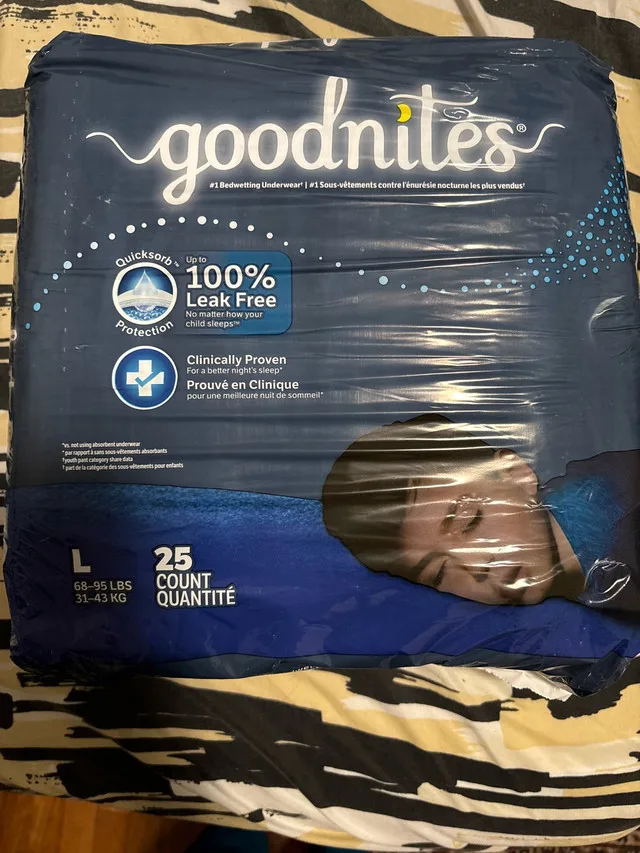 goodnites®
#1 Bedwetting Underwear† | #1 Sous-vêtements contre l'énurésie nocturne les plus vendus†
Quicksorb™
Protection
Up to
100%
Leak Free
No matter how your
child sleeps™
Clinically Proven
For a better night's sleep*
Prouvé en Clinique
pour une meilleure nuit de sommeil*
*vs. not using absorbent underwear
*par rapport à sans sous-vêtements absorbants
†youth pant category share data
†part de la catégorie des sous-vêtements pour enfants
L
68–95 LBS
31–43 KG
25
COUNT
QUANTITÉ